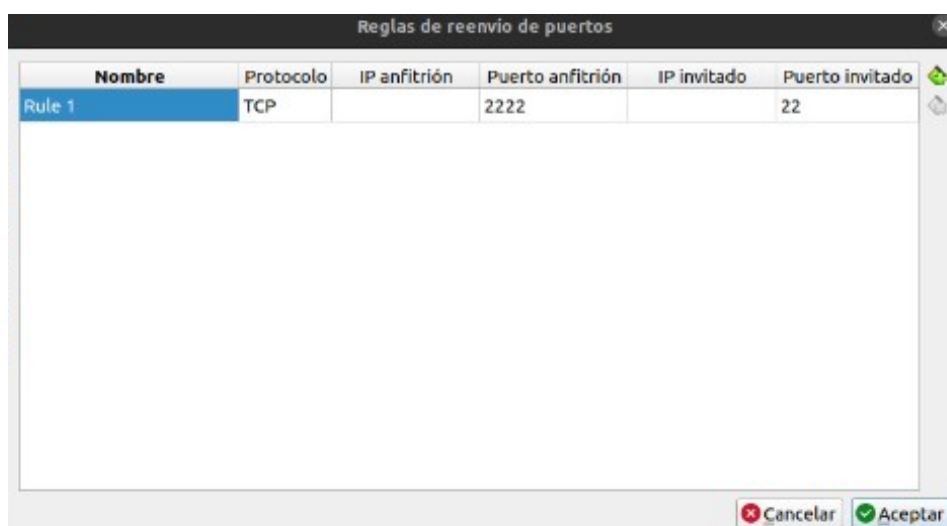 Reglas de reenvío de puertos
Nombre Protocolo IP anfitrión Puerto anfitrión IP invitado Puerto invitado
Rule 1 TCP 2222 22
Cancelar Aceptar